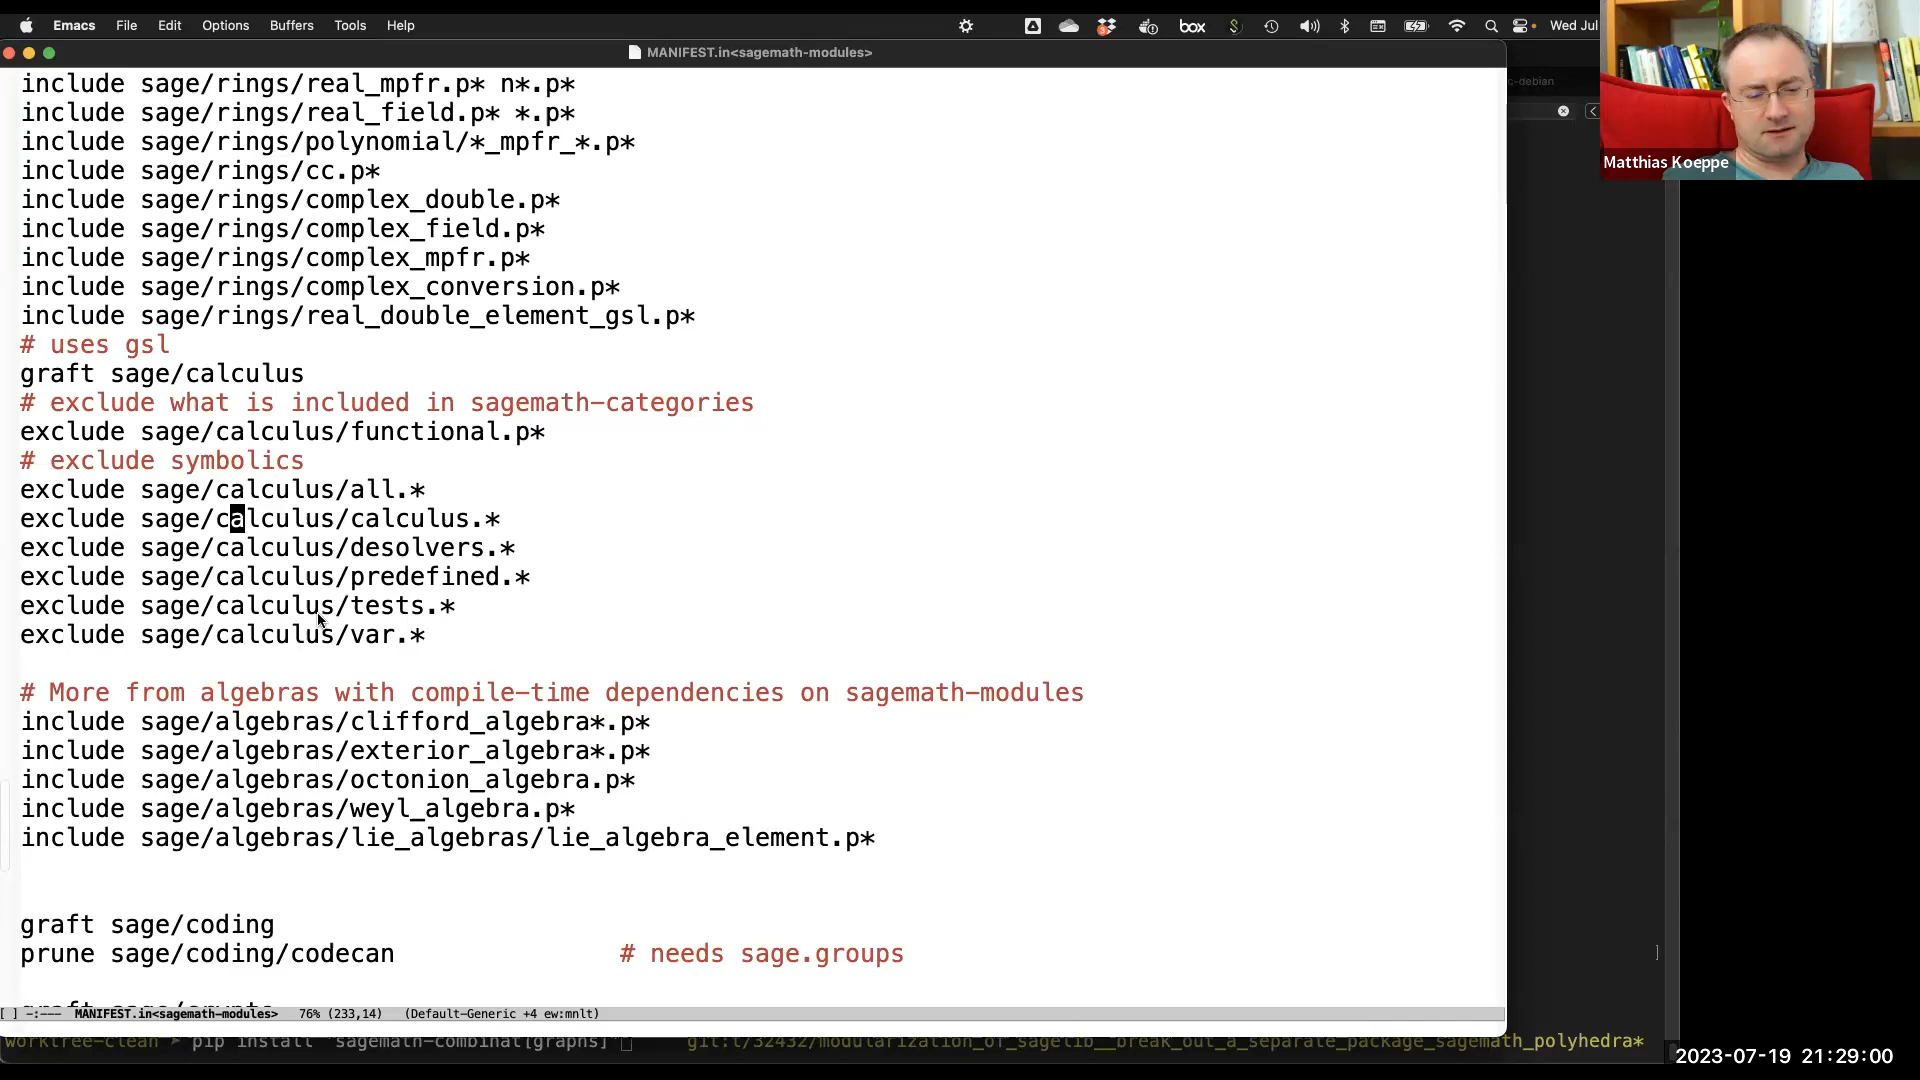 Emacs File Edit Options Buffers Tools Help
box
Wed Jul
MANIFEST.in<sagemath-modules>
include sage/rings/real_mpfr.p* n*.p*
include sage/rings/real_field.p* *.p*
include sage/rings/polynomial/*_mpfr_*.p*
include sage/rings/cc.p*
include sage/rings/complex_double.p*
include sage/rings/complex_field.p*
include sage/rings/complex_mpfr.p*
include sage/rings/complex_conversion.p*
include sage/rings/real_double_element_gsl.p*
# uses gsl
graft sage/calculus
# exclude what is included in sagemath-categories
exclude sage/calculus/functional.p*
# exclude symbolics
exclude sage/calculus/all.*
exclude sage/calculus/calculus.*
exclude sage/calculus/desolvers.*
exclude sage/calculus/predefined.*
exclude sage/calculus/tests.*
exclude sage/calculus/var.*
# More from algebras with compile-time dependencies on sagemath-modules
include sage/algebras/clifford_algebra*.p*
include sage/algebras/exterior_algebra*.p*
include sage/algebras/octonion_algebra.p*
include sage/algebras/weyl_algebra.p*
include sage/algebras/lie_algebras/lie_algebra_element.p*
graft sage/coding
prune sage/coding/codecan # needs sage.groups
[ ] -:--- MANIFEST.in<sagemath-modules> 76% (233,14) (Default-Generic +4 ew:mnlt)
worktree-clean ➤ pip install "sagemath-combinat[graphs]" git:t/32432/modularization_of_sagelib__break_out_a_separate_package_sagemath_polyhedra*
c-debian
Matthias Koeppe
]
2023-07-19 21:29:00